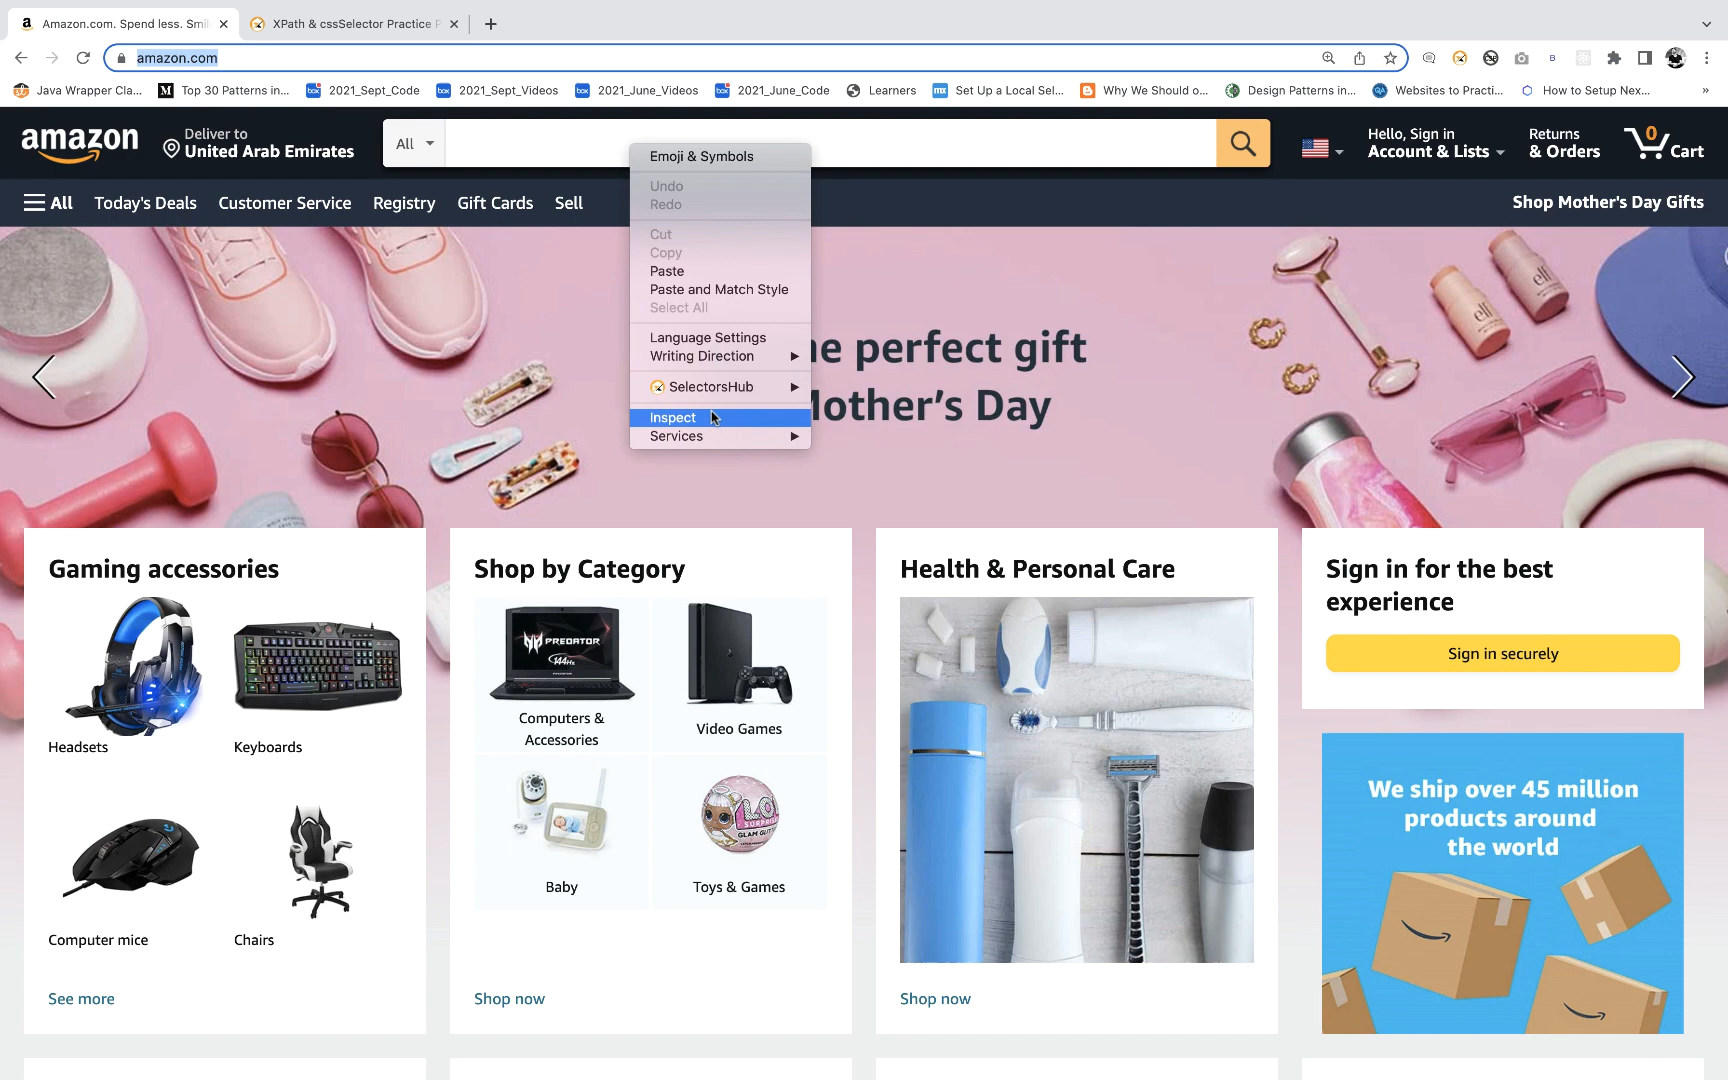 Amazon.com. Spend less. Smil
XPath & cssSelector Practice P
amazon.com
Java Wrapper Cla...
Top 30 Patterns in...
2021_Sept_Code
2021_Sept_Videos
2021_June_Videos
2021_June_Code
Learners
Set Up a Local Sel...
Why We Should o...
Design Patterns in...
Websites to Practi...
How to Setup Nex...
amazon
Deliver to
United Arab Emirates
All
Hello, Sign in
Account & Lists
Returns
& Orders
0
Cart
All
Today's Deals
Customer Service
Registry
Gift Cards
Sell
Shop Mother's Day Gifts
Emoji & Symbols
Undo
Redo
Cut
Copy
Paste
Paste and Match Style
Select All
Language Settings
Writing Direction
SelectorsHub
Inspect
Services
e perfect gift
other's Day
elf
elf
Gaming accessories
Headsets
Keyboards
Computer mice
Chairs
See more
Shop by Category
PREDATOR
144Hz
Computers &
Accessories
Video Games
Baby
Toys & Games
Shop now
Health & Personal Care
Shop now
Sign in for the best
experience
Sign in securely
We ship over 45 million
products around
the world